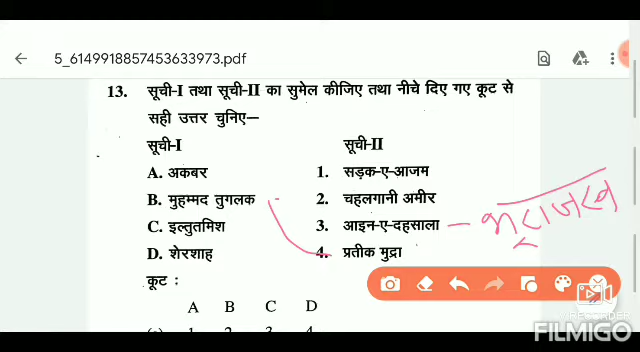 5_6149918857453633973.pdf
13. सूची-I तथा सूची-II का सुमेल कीजिए तथा नीचे दिए गए कूट से
सही उत्तर चुनिए–
सूची-I सूची-II
A. अकबर 1. सड़क-ए-आजम
B. मुहम्मद तुगलक 2. चहलगानी अमीर
C. इल्तुतमिश 3. आइन-ए-दहसाला
D. शेरशाह 4. प्रतीक मुद्रा
कूट :
A B C D
FILMIGO